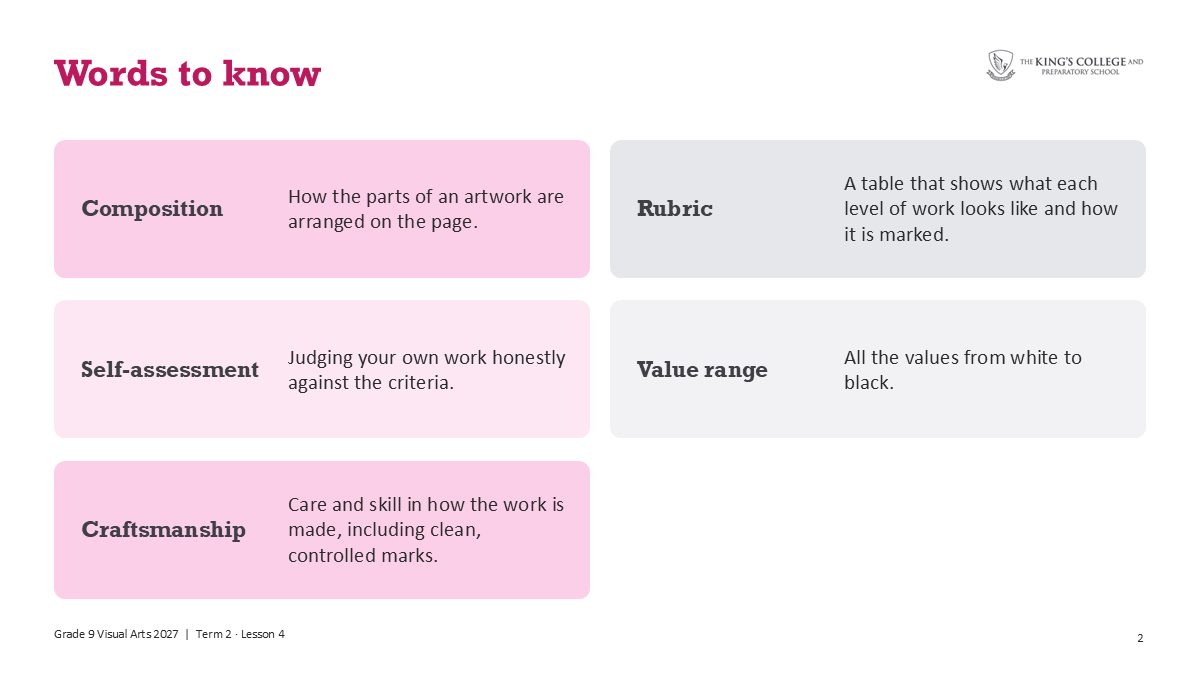 Words to know
THE KING'S COLLEGE AND
PREPARATORY SCHOOL
Composition
How the parts of an artwork are
arranged on the page.
Rubric
A table that shows what each
level of work looks like and how
it is marked.
Self-assessment
Judging your own work honestly
against the criteria.
Value range
All the values from white to
black.
Craftsmanship
Care and skill in how the work is
made, including clean,
controlled marks.
Grade 9 Visual Arts 2027 | Term 2 · Lesson 4
2